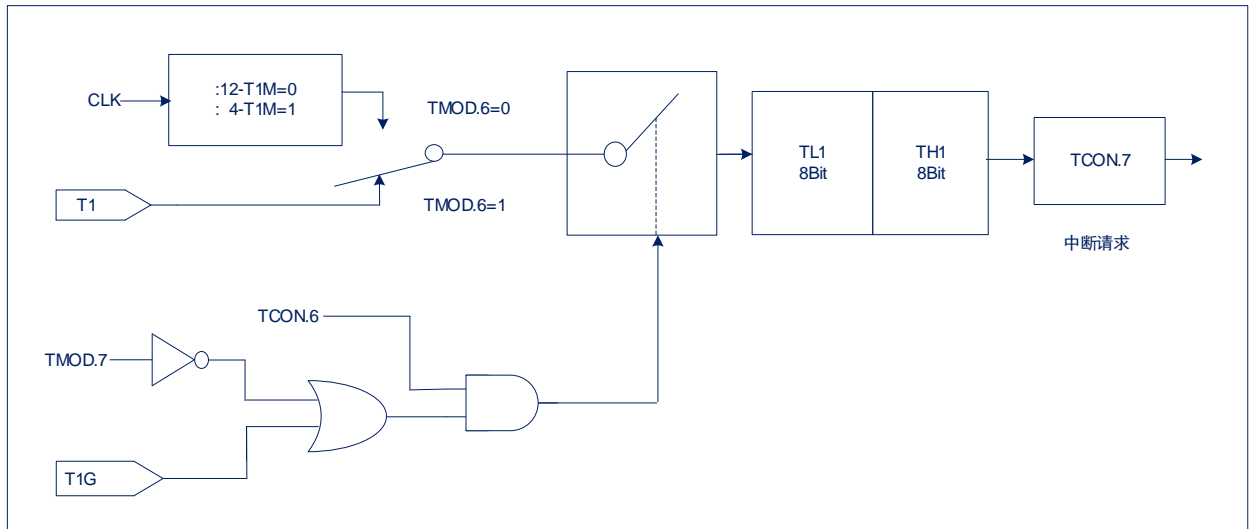 CLK
:12-T1M=0
: 4-T1M=1
TMOD.6=0
T1
TMOD.6=1
TL1
8Bit
TH1
8Bit
TCON.7
中断请求
TCON.6
TMOD.7
T1G